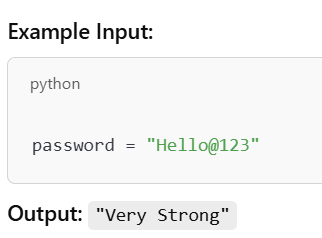 Example Input:
python
password = "Hello@123"
Output: "Very Strong"